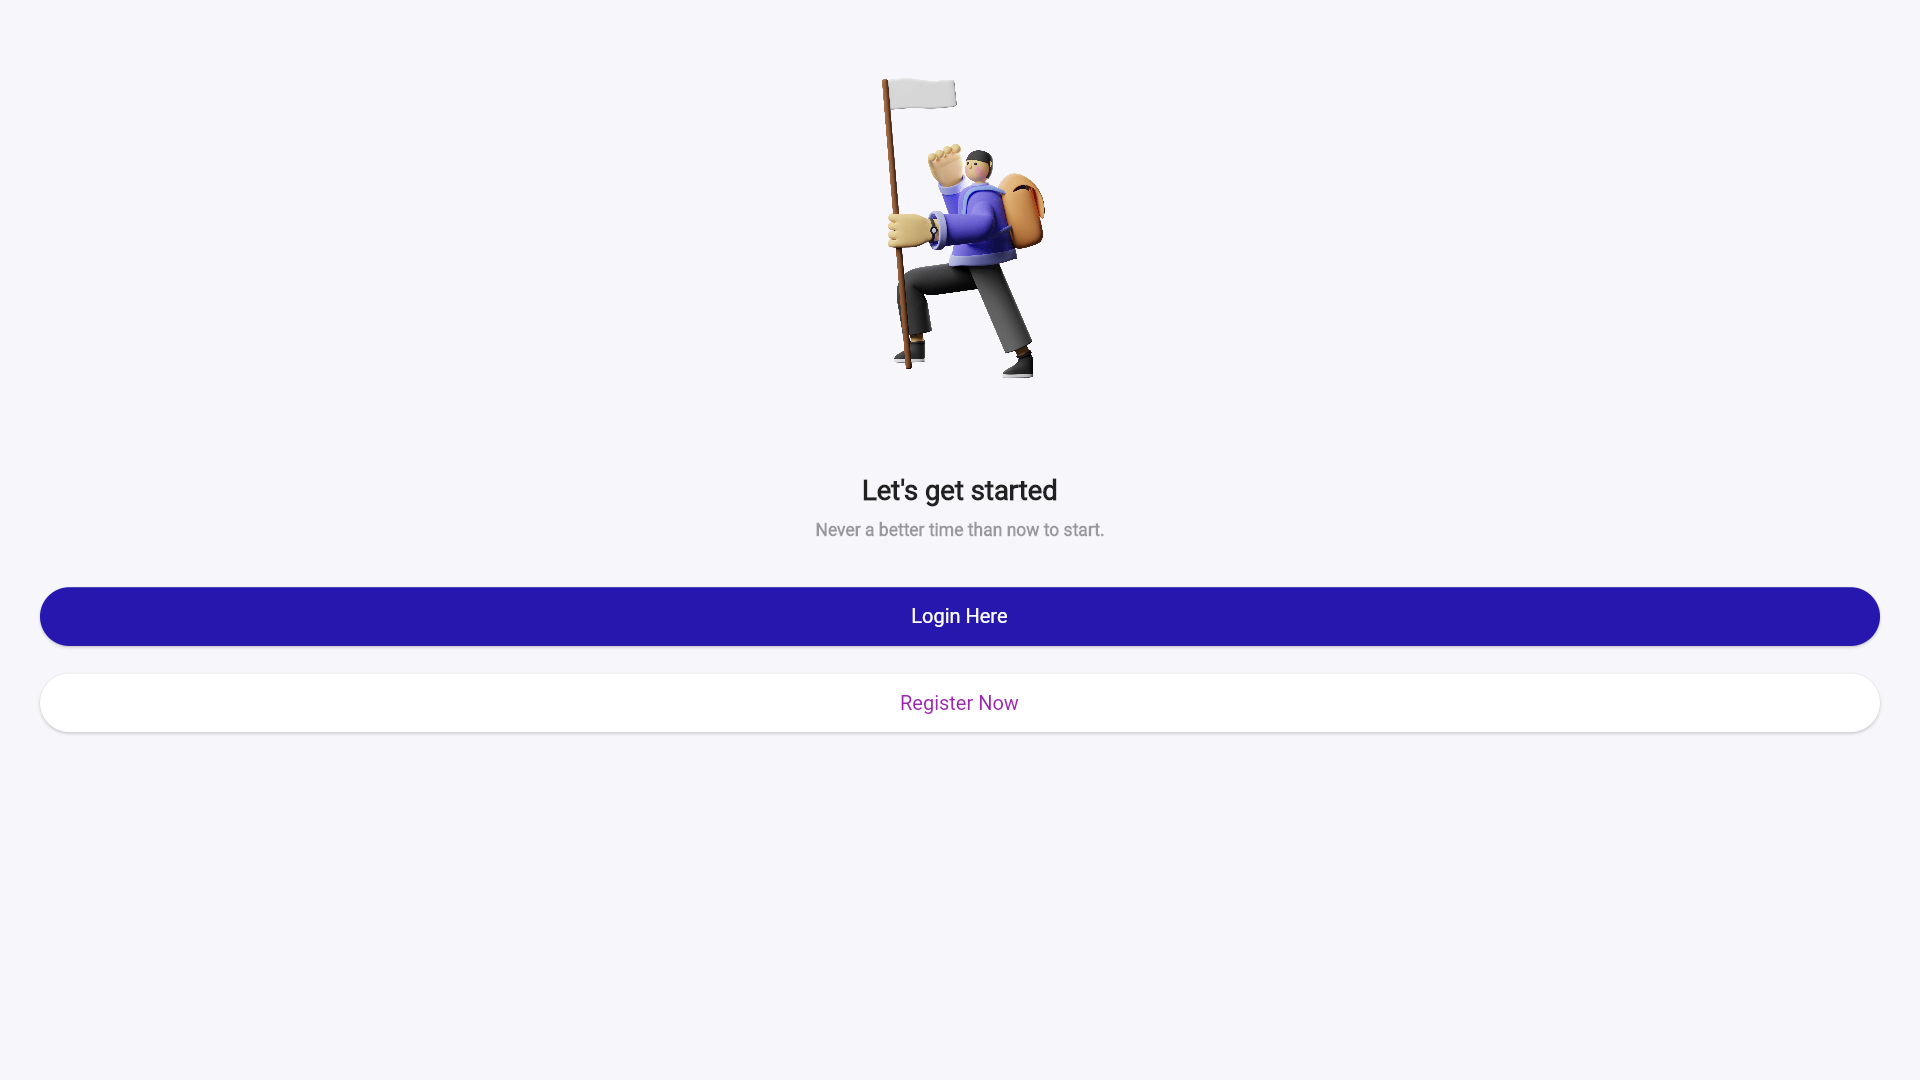 Let's get started
Never a better time than now to start.
Login Here
Register Now